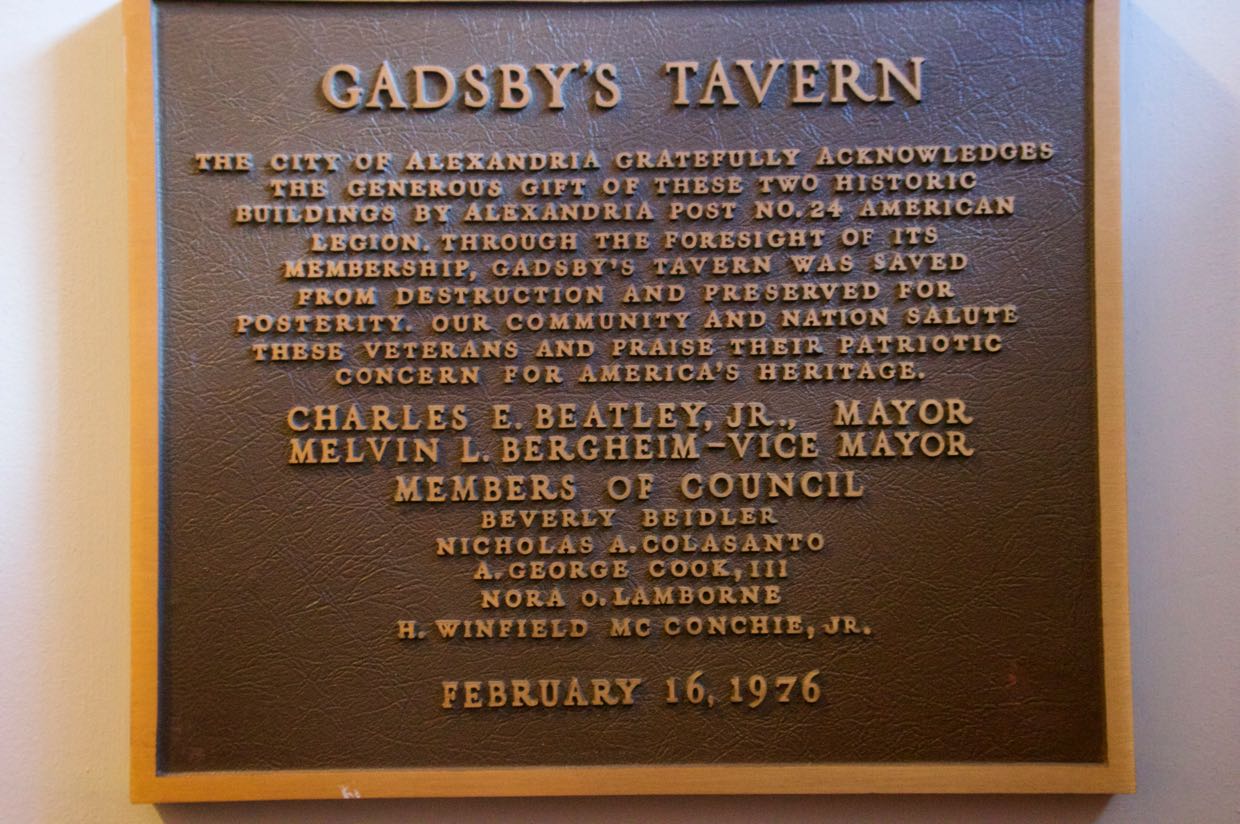 GADSBY'S TAVERN
THE CITY OF ALEXANDRIA GRATEFULLY ACKNOWLEDGES
THE GENEROUS GIFT OF THESE TWO HISTORIC
BUILDINGS BY ALEXANDRIA POST NO. 24 AMERICAN
LEGION. THROUGH THE FORESIGHT OF ITS
MEMBERSHIP, GADSBY'S TAVERN WAS SAVED
FROM DESTRUCTION AND PRESERVED FOR
POSTERITY. OUR COMMUNITY AND NATION SALUTE
THESE VETERANS AND PRAISE THEIR PATRIOTIC
CONCERN FOR AMERICA'S HERITAGE.
CHARLES E. BEATLEY, JR., MAYOR
MELVIN L. BERGHEIM - VICE MAYOR
MEMBERS OF COUNCIL
BEVERLY BEIDLER
NICHOLAS A. COLASANTO
A. GEORGE COOK, III
NORA O. LAMBORNE
H. WINFIELD MC CONCHIE, JR.
FEBRUARY 16, 1976